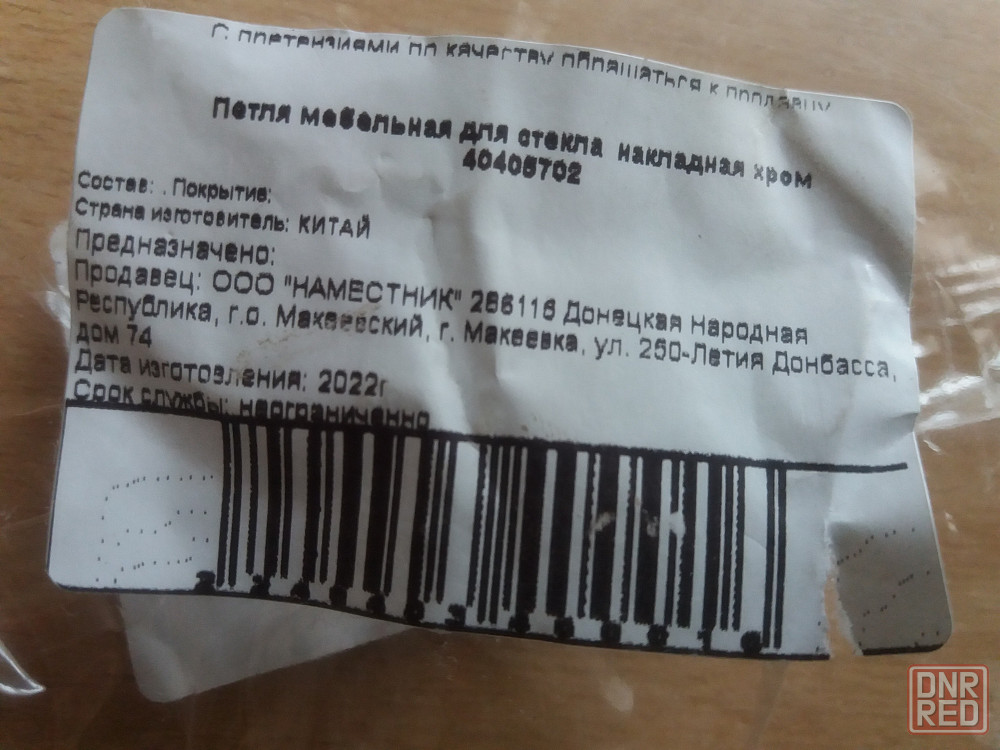 С претензиями по качеству обращаться к продавцу
Петля мебельная для стекла накладная хром
40405702
Состав: . Покрытие:
Страна изготовитель: КИТАЙ
Предназначено:
Продавец: ООО "НАМЕСТНИК" 286116 Донецкая Народная
Республика, г.о. Макеевский, г. Макеевка, ул. 250-Летия Донбасса,
дом 74
Дата изготовления: 2022г
Срок службы: неограниченно
DNR
RED